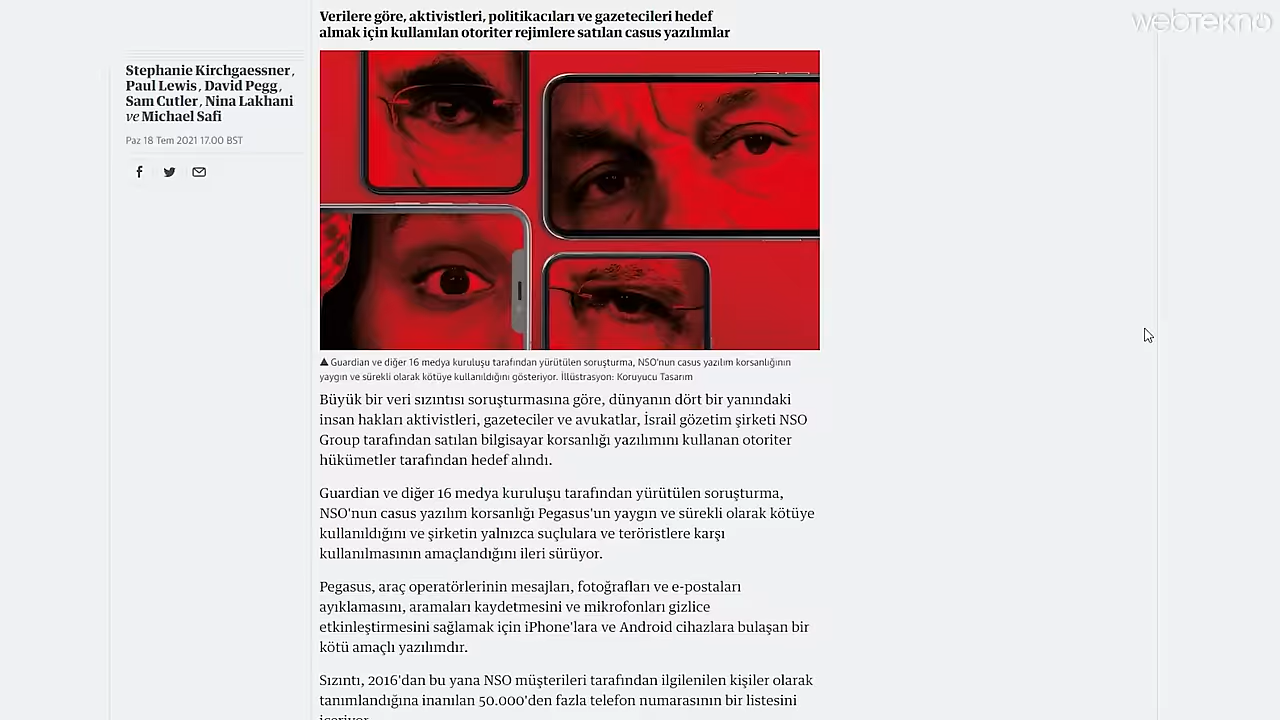 webtekno
Verilere göre, aktivistleri, politikacıları ve gazetecileri hedef
almak için kullanılan otoriter rejimlere satılan casus yazılımlar
Stephanie Kirchgaessner,
Paul Lewis, David Pegg,
Sam Cutler, Nina Lakhani
ve Michael Safi
Paz 18 Tem 2021 17.00 BST
▲ Guardian ve diğer 16 medya kuruluşu tarafından yürütülen soruşturma, NSO'nun casus yazılım korsanlığının
yaygın ve sürekli olarak kötüye kullanıldığını gösteriyor. İllüstrasyon: Koruyucu Tasarım
Büyük bir veri sızıntısı soruşturmasına göre, dünyanın dört bir yanındaki
insan hakları aktivistleri, gazeteciler ve avukatlar, İsrail gözetim şirketi NSO
Group tarafından satılan bilgisayar korsanlığı yazılımını kullanan otoriter
hükümetler tarafından hedef alındı.
Guardian ve diğer 16 medya kuruluşu tarafından yürütülen soruşturma,
NSO'nun casus yazılım korsanlığı Pegasus'un yaygın ve sürekli olarak kötüye
kullanıldığını ve şirketin yalnızca suçlulara ve teröristlere karşı
kullanılmasının amaçlandığını ileri sürüyor.
Pegasus, araç operatörlerinin mesajları, fotoğrafları ve e-postaları
ayıklamasını, aramaları kaydetmesini ve mikrofonları gizlice
etkinleştirmesini sağlamak için iPhone'lara ve Android cihazlara bulaşan bir
kötü amaçlı yazılımdır.
Sızıntı, 2016'dan bu yana NSO müşterileri tarafından ilgilenilen kişiler olarak
tanımlandığına inanılan 50.000'den fazla telefon numarasının bir listesini
içeriyor.